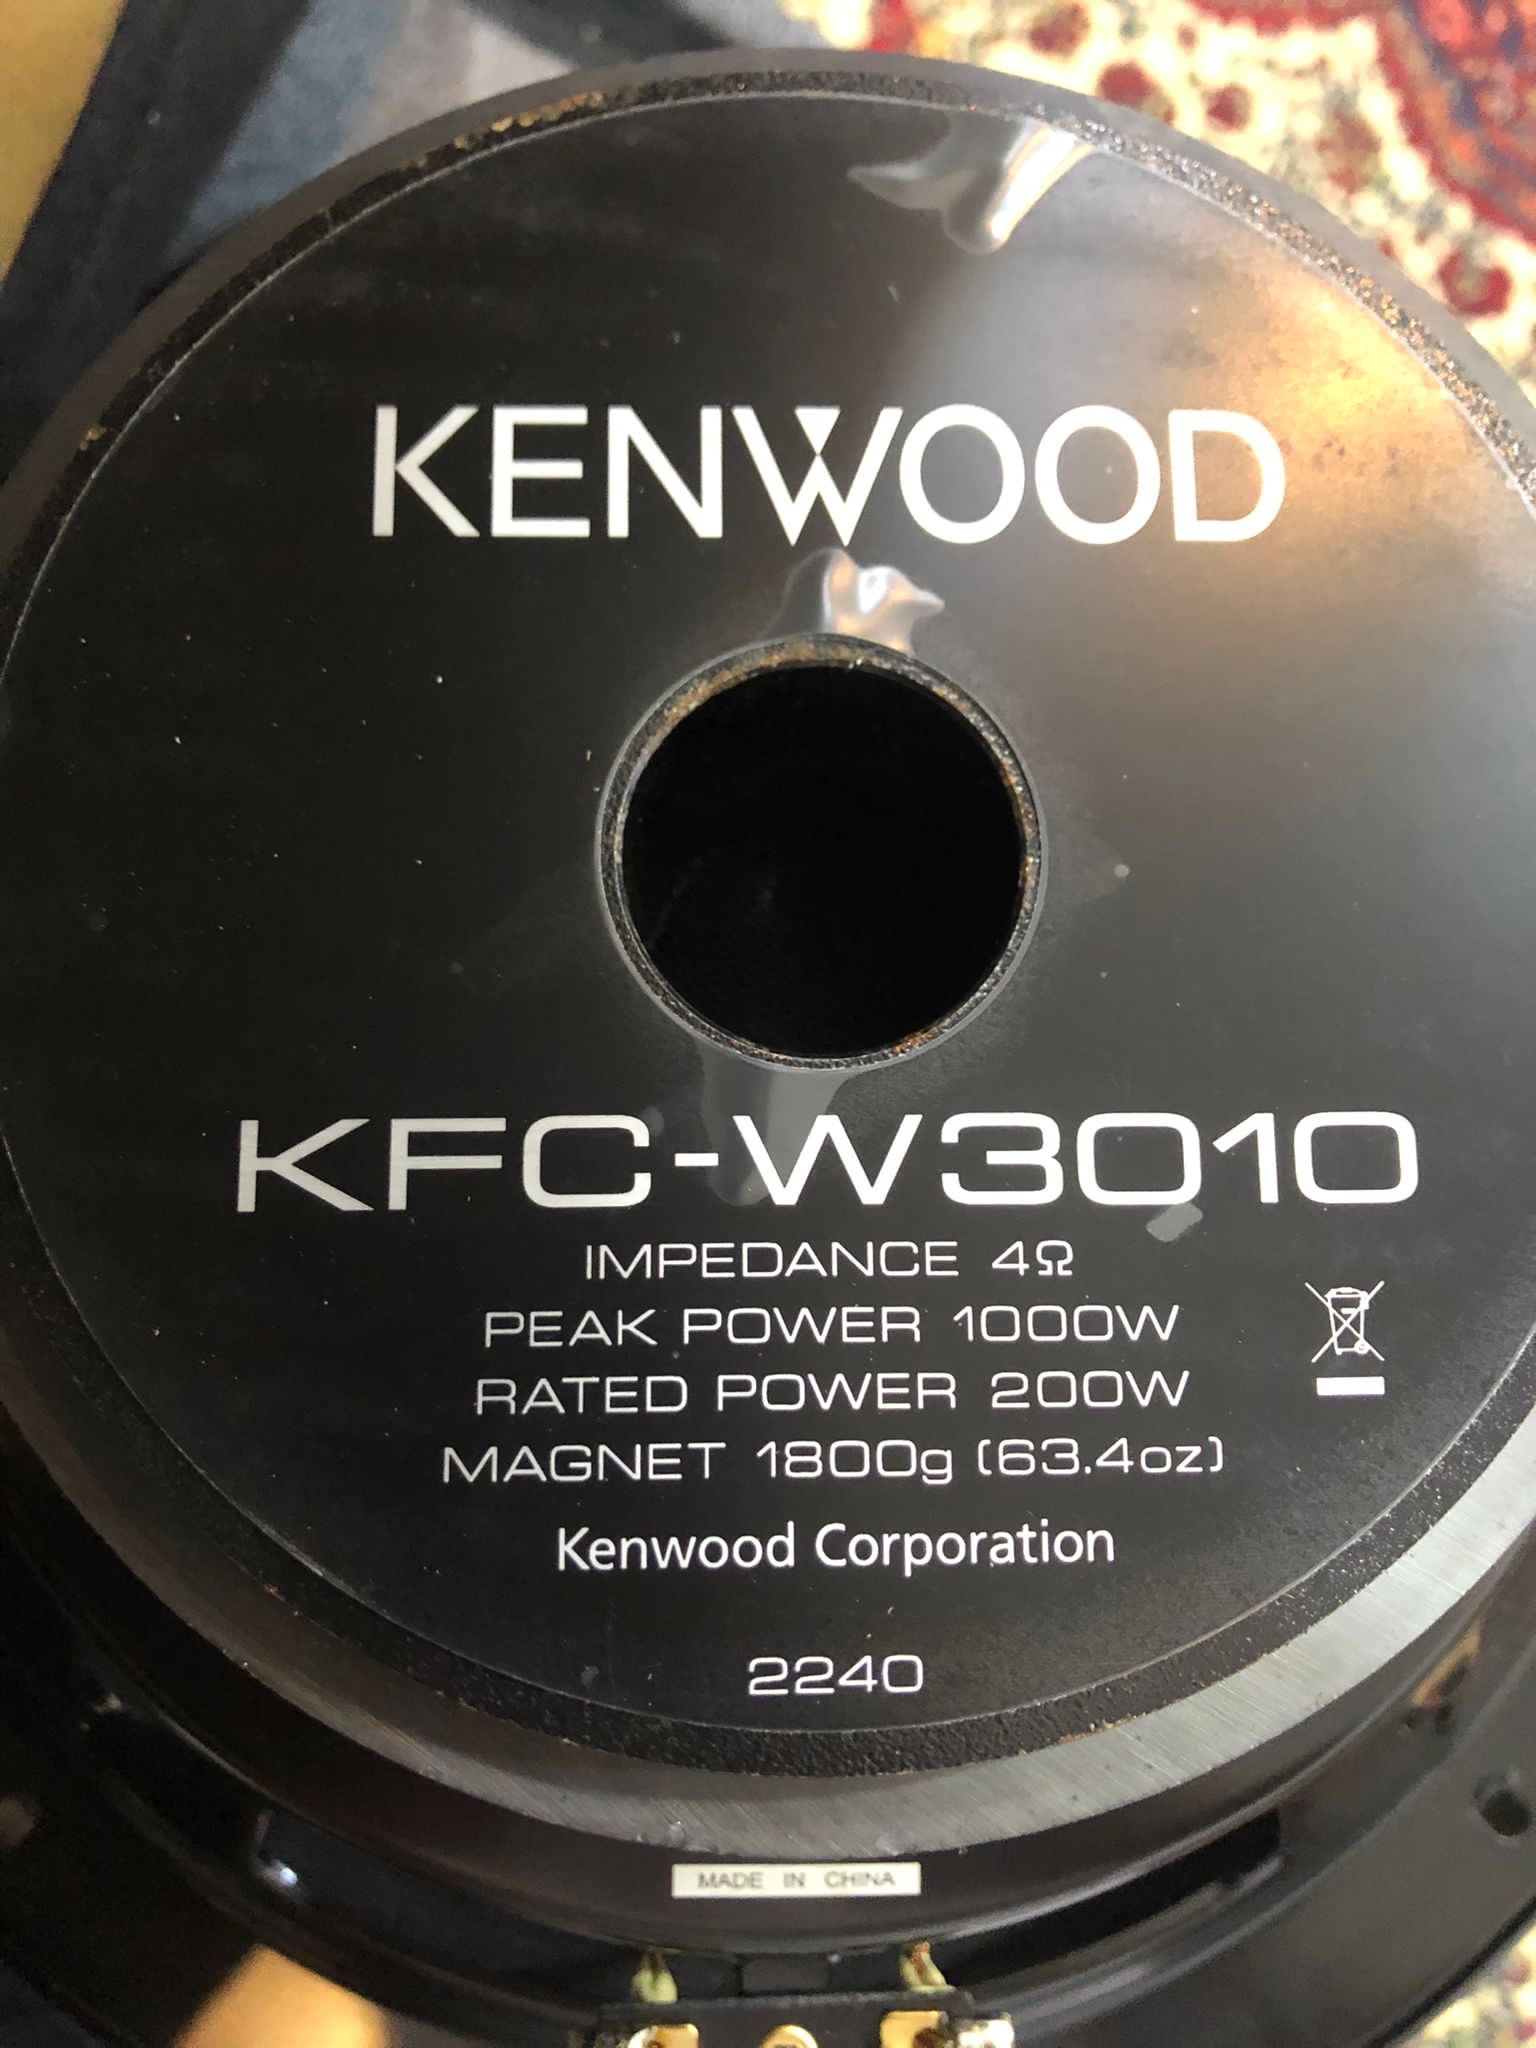 KENWOOD
KFC-W3010
IMPEDANCE 4Ω
PEAK POWER 1000W
RATED POWER 200W
MAGNET 1800g (63.4oz)
Kenwood Corporation
2240
MADE IN CHINA